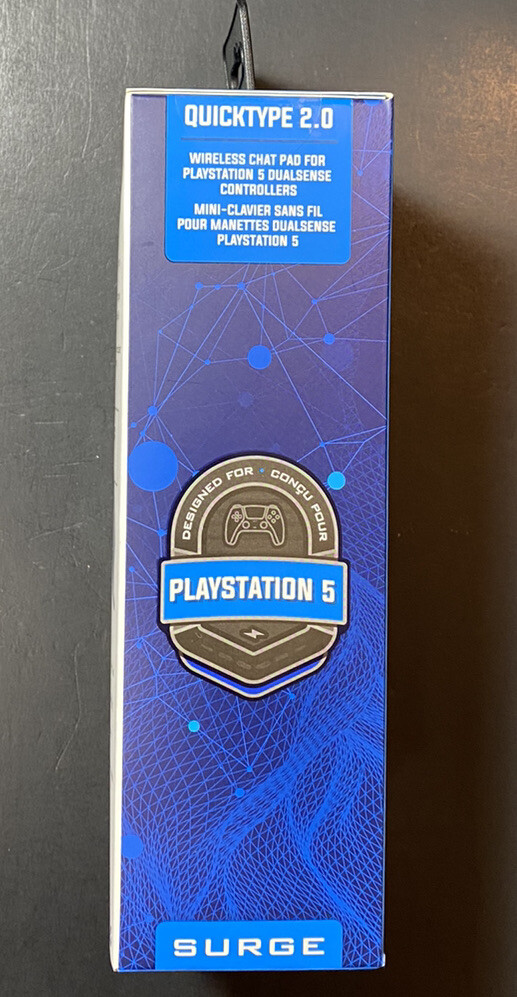 QUICKTYPE 2.0
WIRELESS CHAT PAD FOR
PLAYSTATION 5 DUALSENSE
CONTROLLERS
MINI-CLAVIER SANS FIL
POUR MANETTES DUALSENSE
PLAYSTATION 5
DESIGNED FOR • CONÇU POUR
PLAYSTATION 5
SURGE